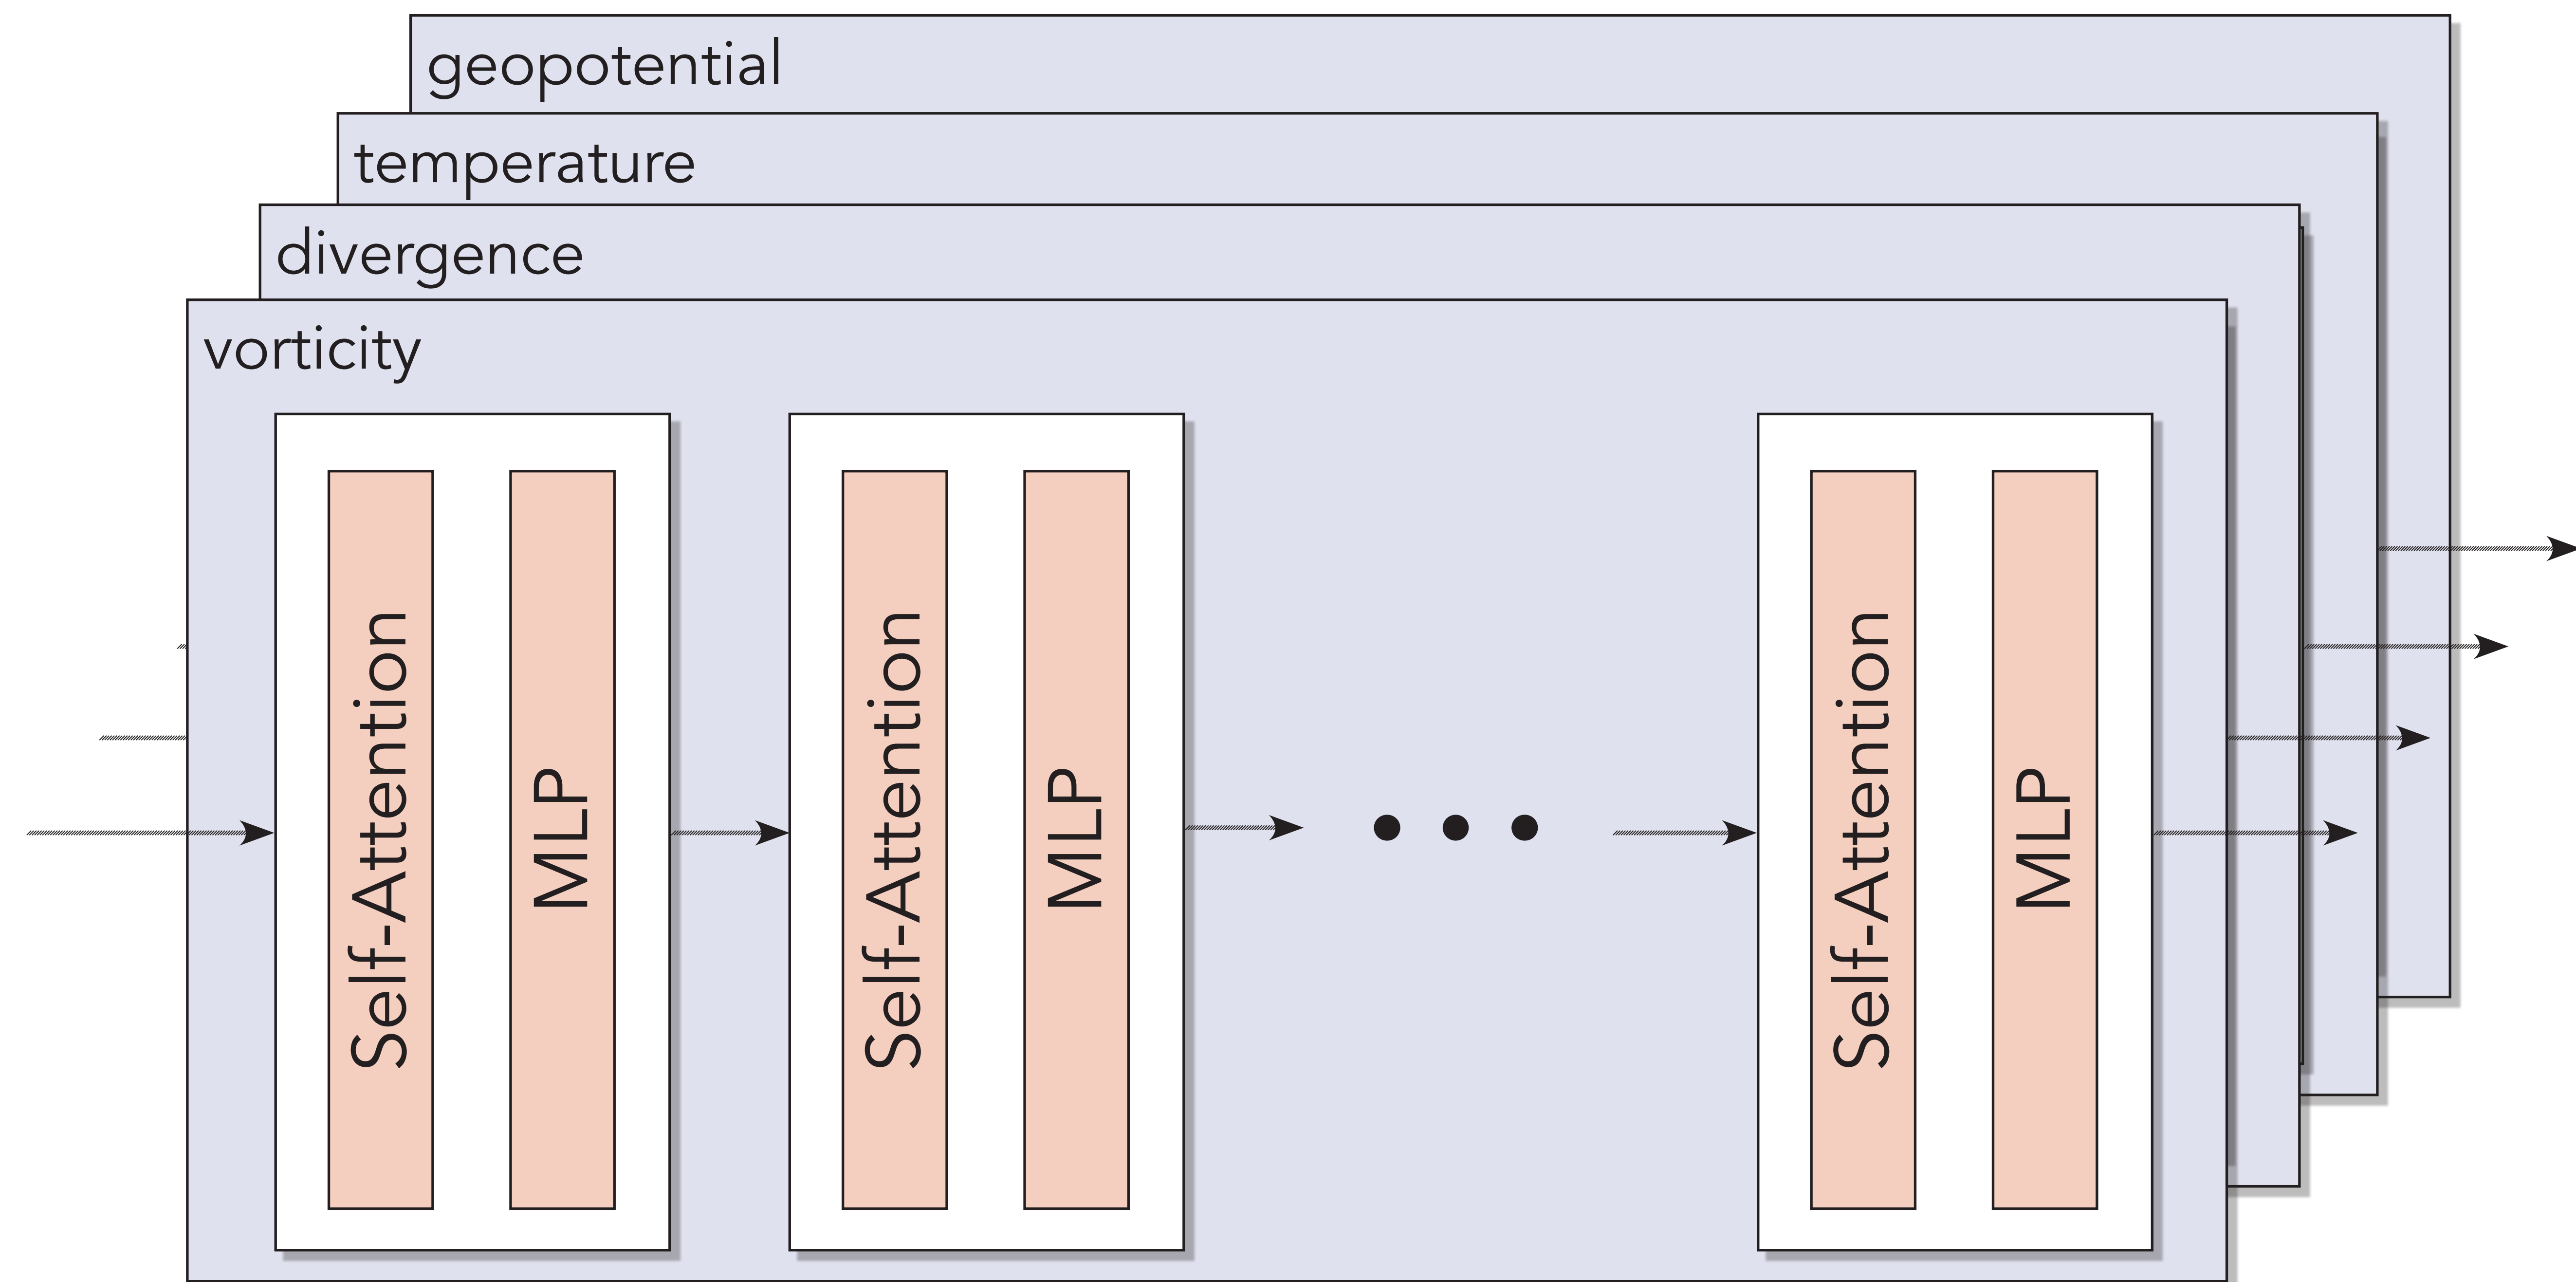 geopotential
temperature
divergence
vorticity
Self-Attention
MLP
Self-Attention
MLP
Self-Attention
MLP